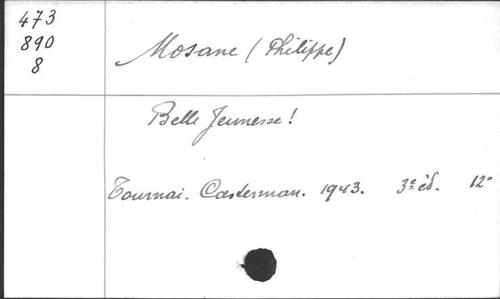 473
890
8
Mosane (Philippe)
Belle Jeunesse!
Tournai. Casterman. 1943. 3e éd. 12°